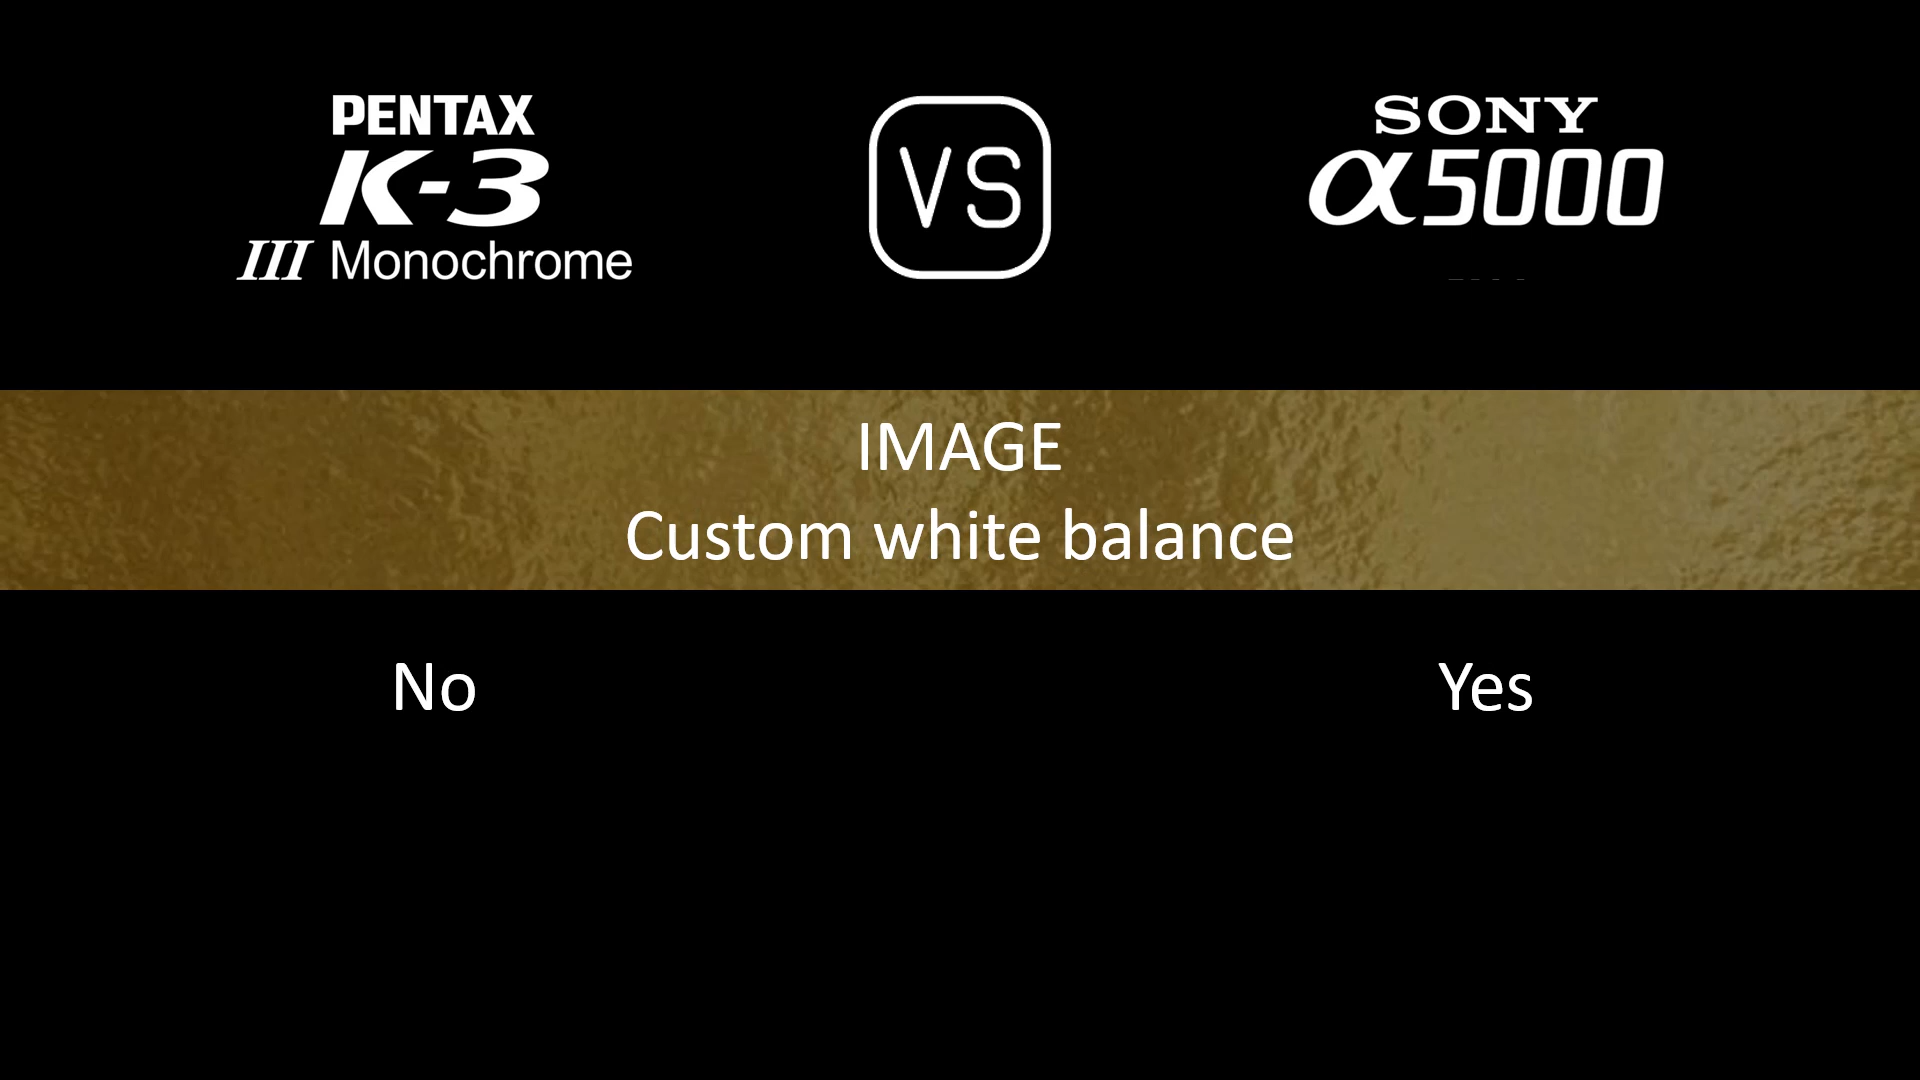 PENTAX
K-3
III Monochrome
VS
SONY
α5000
IMAGE
Custom white balance
No
Yes